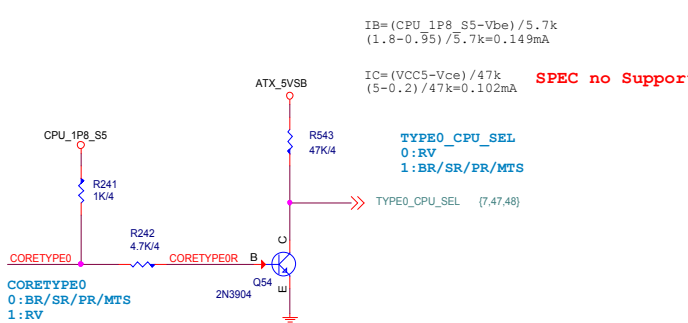 IB=(CPU_1P8_S5-Vbe)/5.7k
(1.8-0.95)/5.7k=0.149mA
IC=(VCC5-Vce)/47k
(5-0.2)/47k=0.102mA
SPEC no Suppor
ATX_5VSB
R543
47K/4
TYPE0_CPU_SEL
0:RV
1:BR/SR/PR/MTS
CPU_1P8_S5
R241
1K/4
TYPE0_CPU_SEL {7,47,48}
R242
4.7K/4
C
CORETYPE0
CORETYPE0R
B
Q54
E
2N3904
CORETYPE0
0:BR/SR/PR/MTS
1:RV